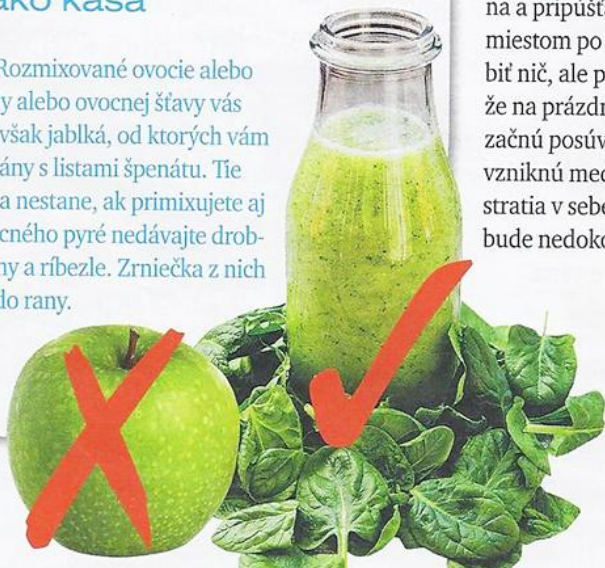 ako kaša
Rozmixované ovocie alebo
y alebo ovocnej šťavy vás
však jablká, od ktorých vám
ány s listami špenátu. Tie
a nestane, ak primixujete aj
cného pyré nedávajte drob-
ny a ríbezle. Zrniečka z nich
do rany.
na a pripúšť
miestom po
biť nič, ale p
že na prázdn
začnú posúv
vzniknú med
stratia v sebe
bude nedoko